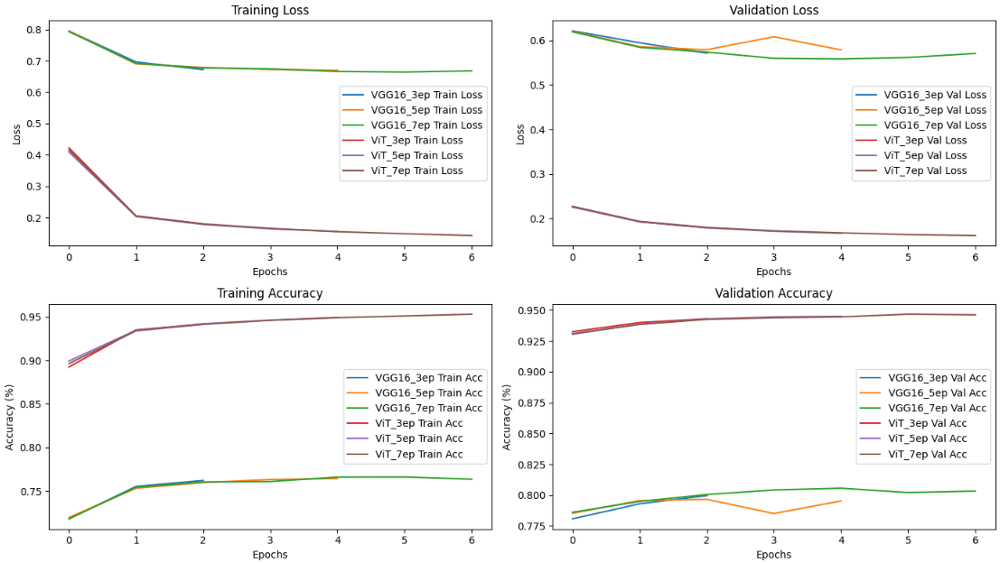 Training Loss
0.8
0.7
0.6
0.5
0.4
0.3
0.2
Loss
VGG16_3ep Train Loss
VGG16_5ep Train Loss
VGG16_7ep Train Loss
ViT_3ep Train Loss
ViT_5ep Train Loss
ViT_7ep Train Loss
0 1 2 3 4 5 6
Epochs
Validation Loss
0.6
0.5
0.4
0.3
0.2
Loss
VGG16_3ep Val Loss
VGG16_5ep Val Loss
VGG16_7ep Val Loss
ViT_3ep Val Loss
ViT_5ep Val Loss
ViT_7ep Val Loss
0 1 2 3 4 5 6
Epochs
Training Accuracy
0.95
0.90
0.85
0.80
0.75
Accuracy (%)
VGG16_3ep Train Acc
VGG16_5ep Train Acc
VGG16_7ep Train Acc
ViT_3ep Train Acc
ViT_5ep Train Acc
ViT_7ep Train Acc
0 1 2 3 4 5 6
Epochs
Validation Accuracy
0.950
0.925
0.900
0.875
0.850
0.825
0.800
0.775
Accuracy (%)
VGG16_3ep Val Acc
VGG16_5ep Val Acc
VGG16_7ep Val Acc
ViT_3ep Val Acc
ViT_5ep Val Acc
ViT_7ep Val Acc
0 1 2 3 4 5 6
Epochs